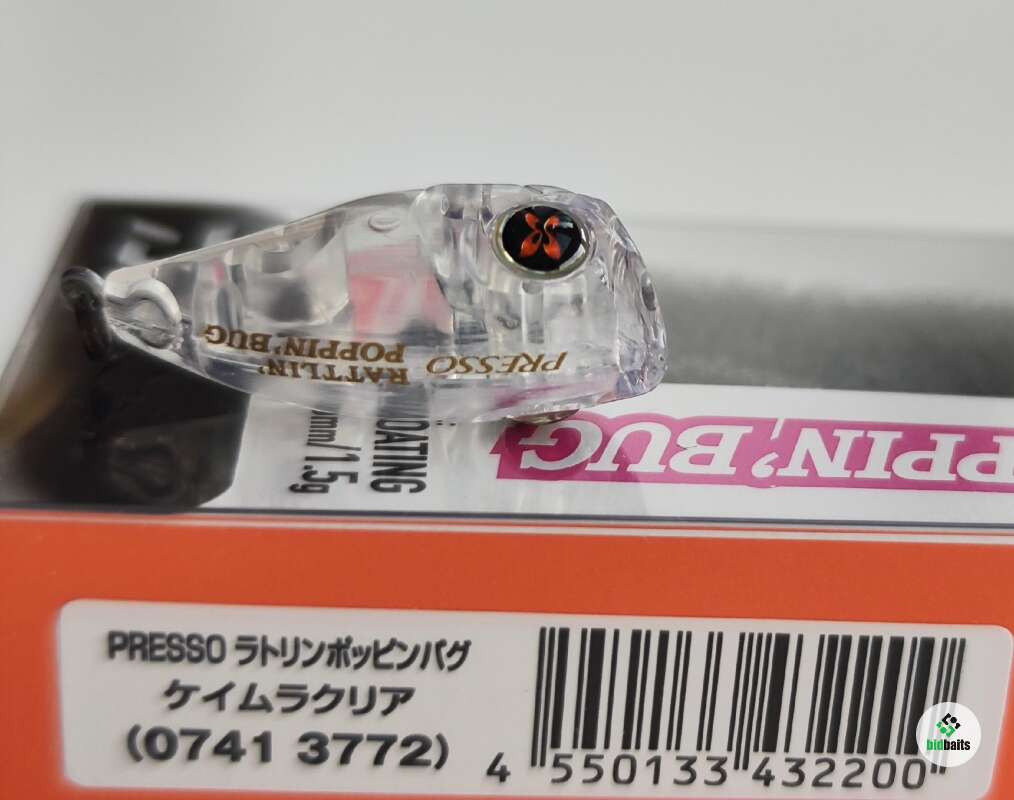 RATTLIN'
POPPIN' BUG
PRESSO
OATING
mm/1.5g
PPIN' BUG
PRESSO ラトリンポッピンバグ
ケイムラクリア
(0741 3772)
4 550133 432200
bidbaits